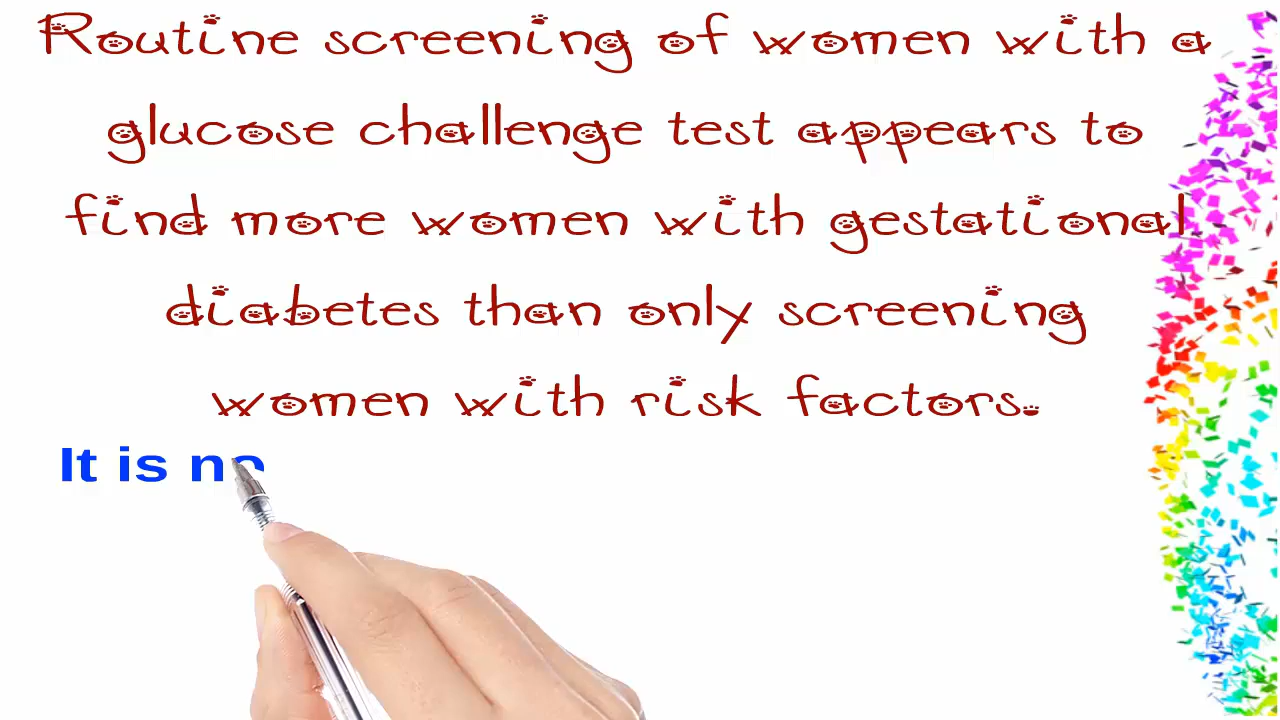 Routine screening of women with a
glucose challenge test appears to
find more women with gestational
diabetes than only screening
women with risk factors.
It is